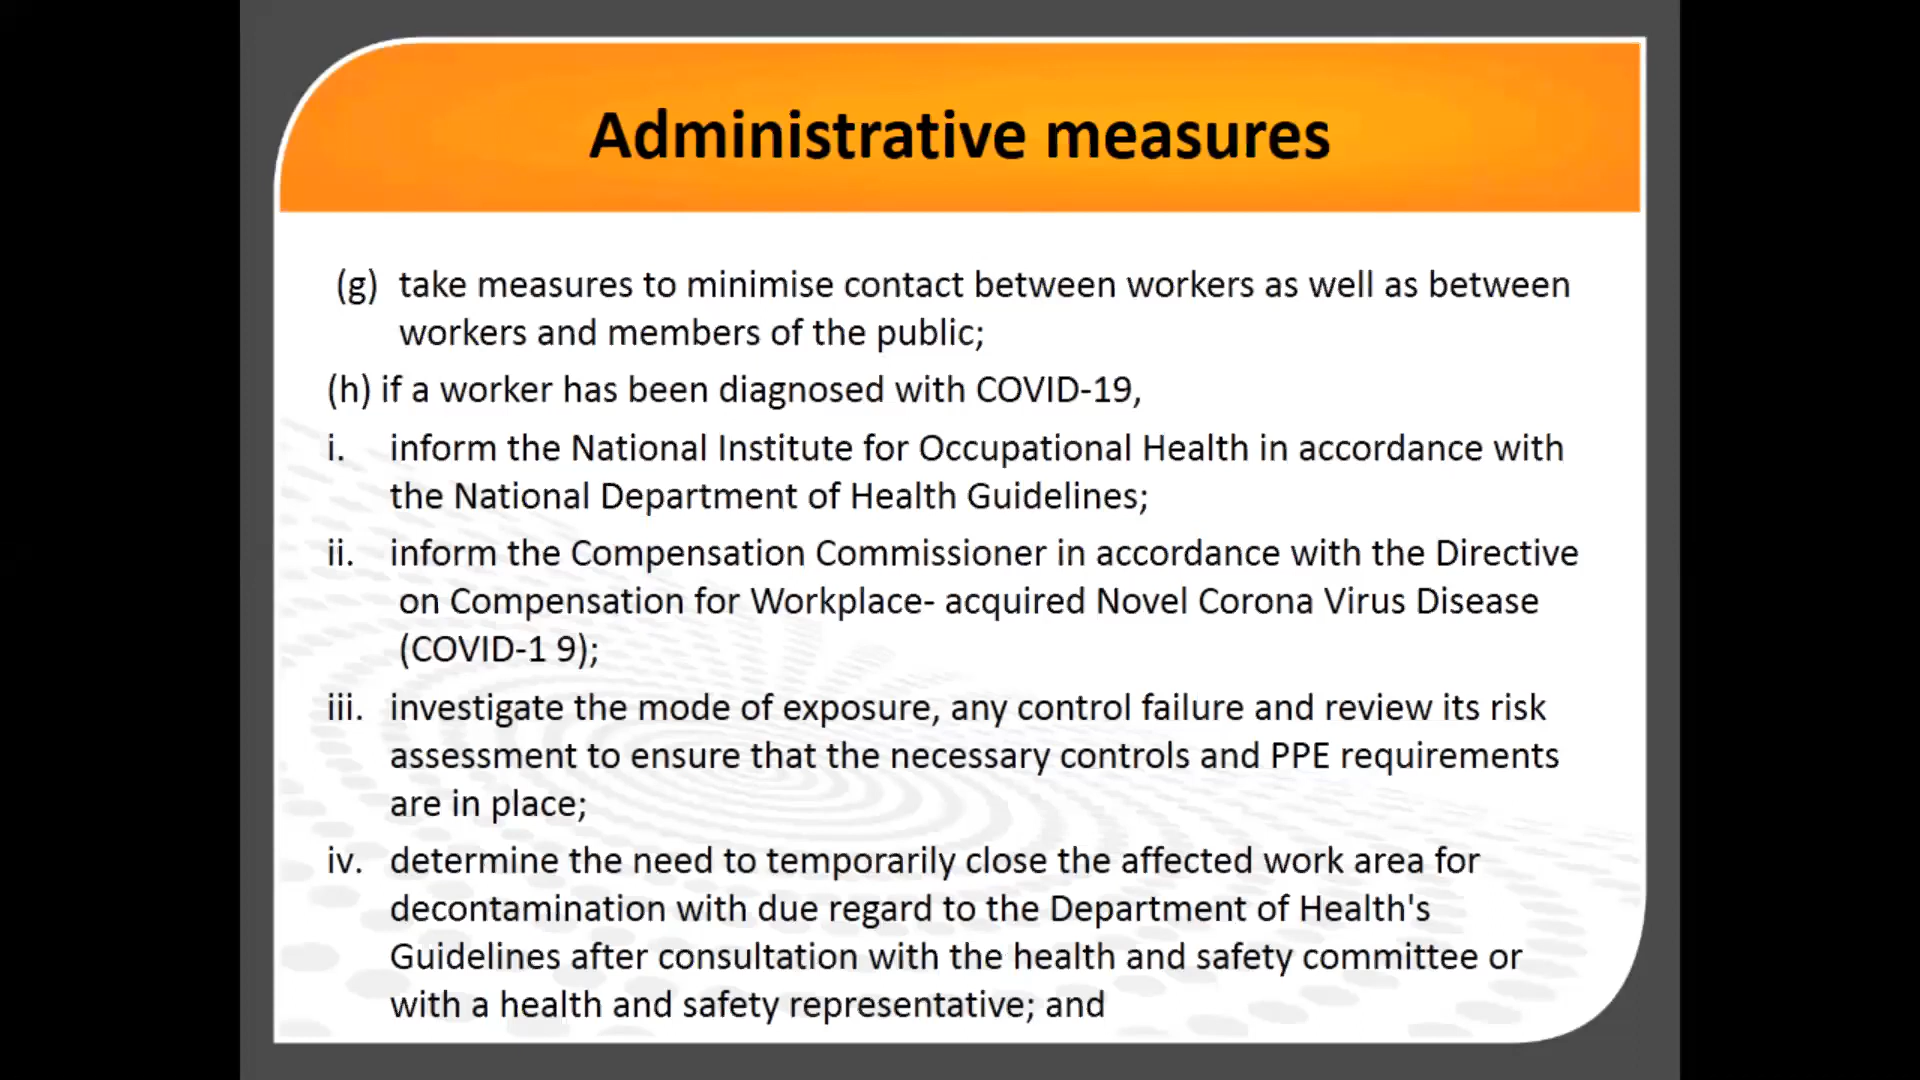 Administrative measures
(g) take measures to minimise contact between workers as well as between
workers and members of the public;
(h) if a worker has been diagnosed with COVID-19,
i. inform the National Institute for Occupational Health in accordance with
the National Department of Health Guidelines;
ii. inform the Compensation Commissioner in accordance with the Directive
on Compensation for Workplace- acquired Novel Corona Virus Disease
(COVID-1 9);
iii. investigate the mode of exposure, any control failure and review its risk
assessment to ensure that the necessary controls and PPE requirements
are in place;
iv. determine the need to temporarily close the affected work area for
decontamination with due regard to the Department of Health's
Guidelines after consultation with the health and safety committee or
with a health and safety representative; and